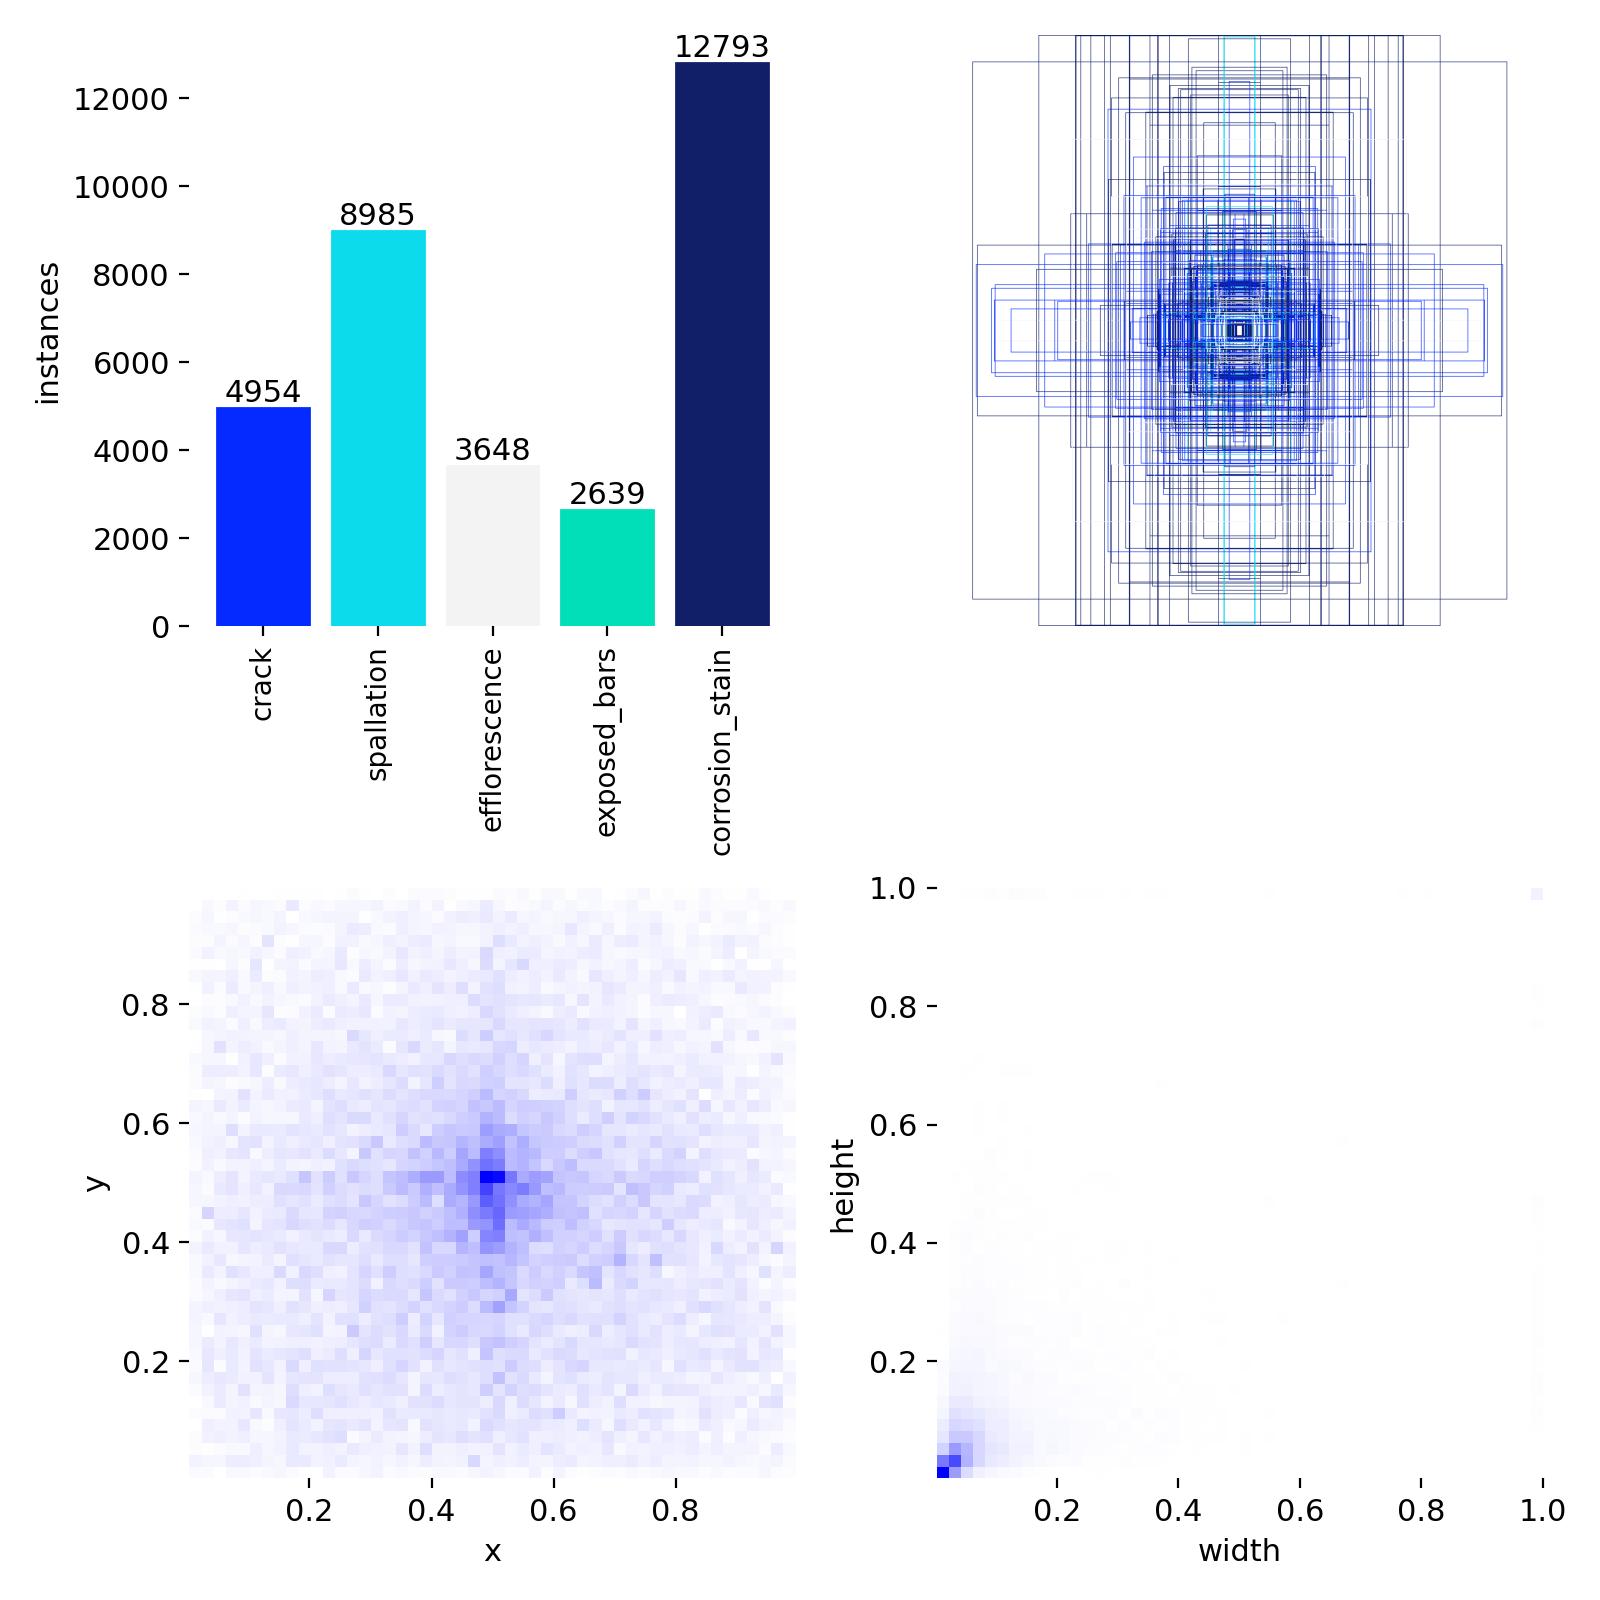 12793
12000
10000
8985
8000
instances
6000
4954
4000
3648
2639
2000
0
crack
spallation
efflorescence
exposed_bars
corrosion_stain
0.8
0.6
y
0.4
0.2
0.2 0.4 0.6 0.8
x
1.0
0.8
0.6
height
0.4
0.2
0.2 0.4 0.6 0.8 1.0
width